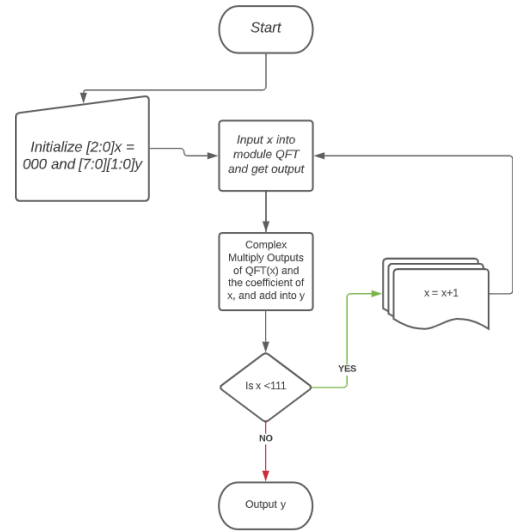 Start
Initialize [2:0]x =
000 and [7:0][1:0]y
Input x into
module QFT
and get output
Complex
Multiply Outputs
of QFT(x) and
the coefficient of
x, and add into y
x = x+1
Is x <111
YES
NO
Output y